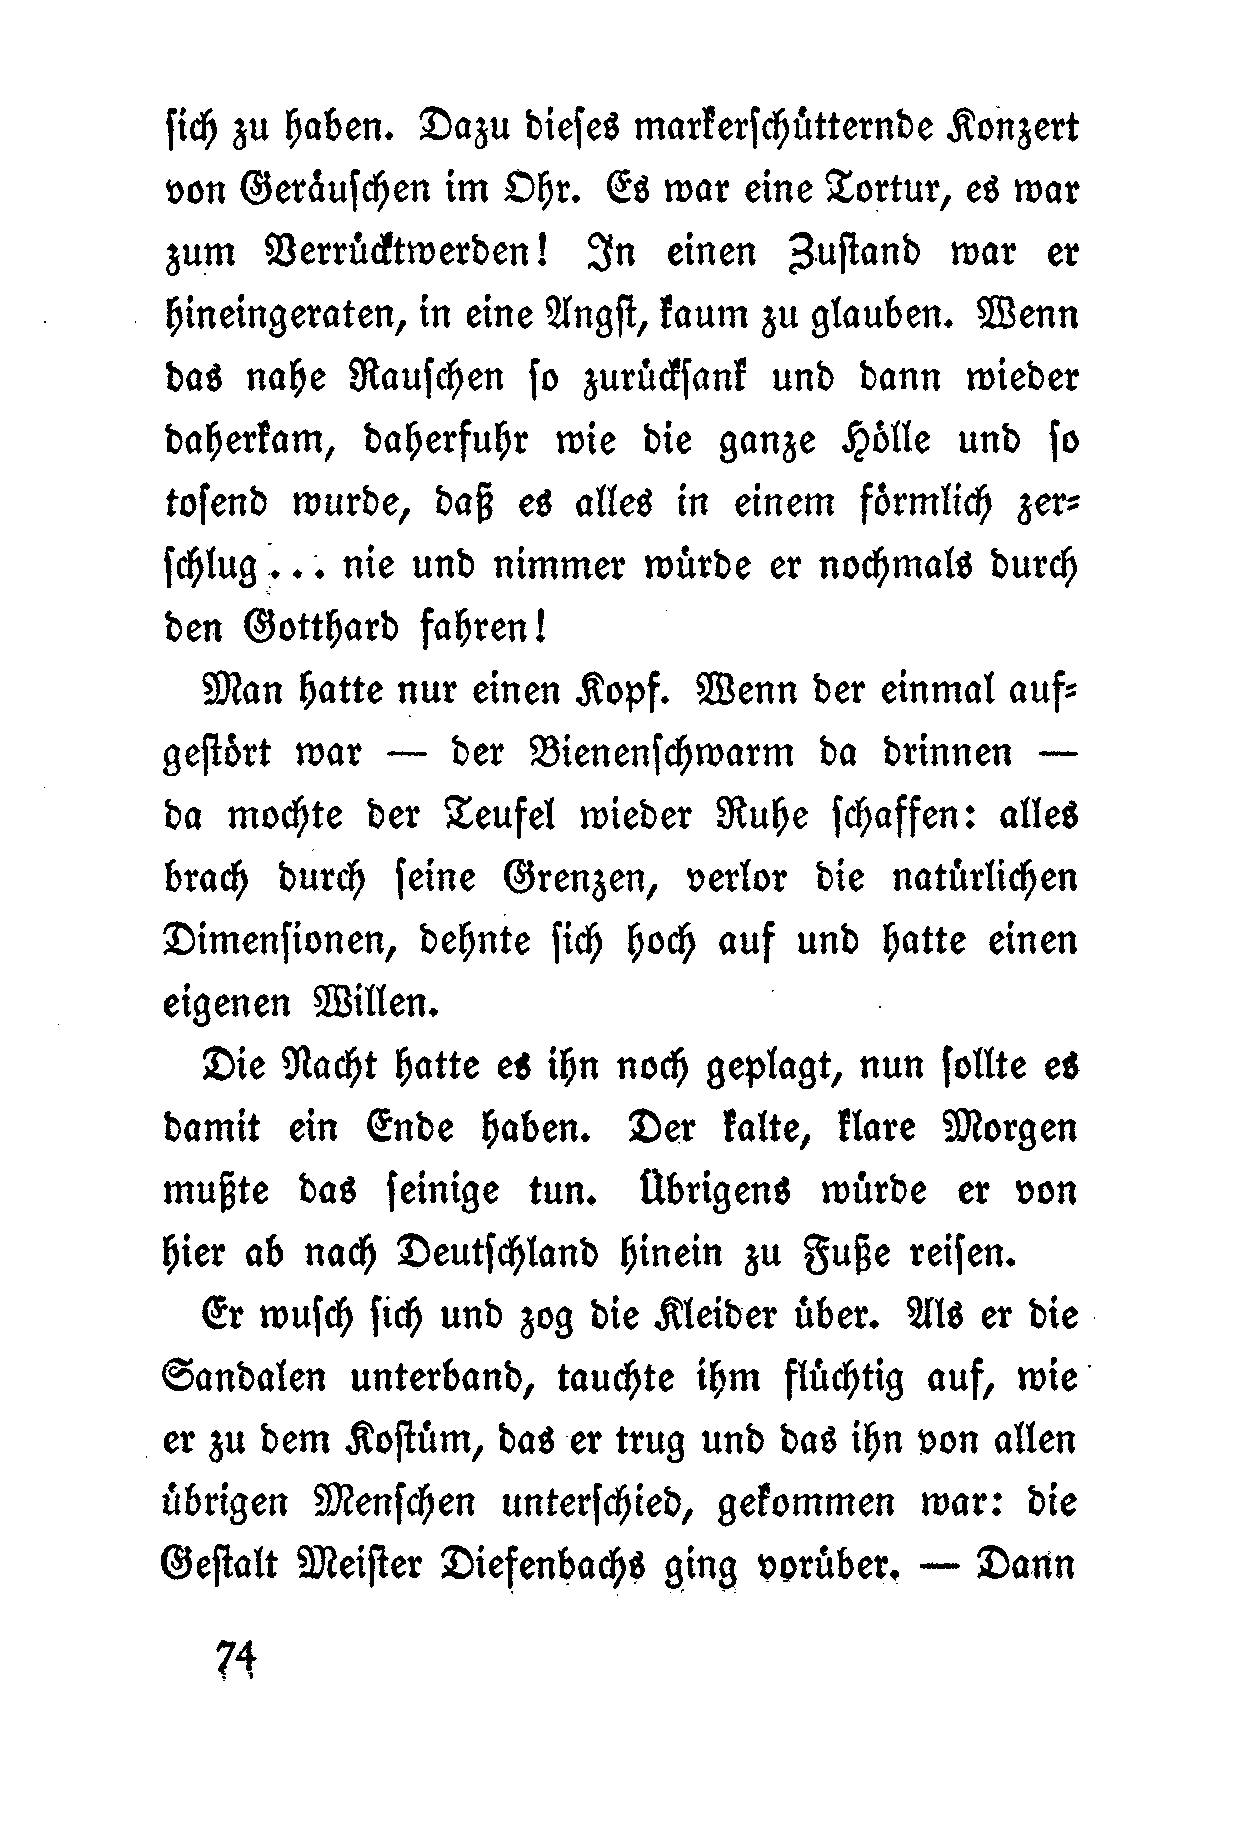 sich zu haben. Dazu dieses markerschütternde Konzert
von Geräuschen im Ohr. Es war eine Tortur, es war
zum Verrücktwerden! In einen Zustand war er
hineingeraten, in eine Angst, kaum zu glauben. Wenn
das nahe Rauschen so zurücksank und dann wieder
daherkam, daherfuhr wie die ganze Hölle und so
tosend wurde, daß es alles in einem förmlich zer-
schlug ... nie und nimmer würde er nochmals durch
den Gotthard fahren!
Man hatte nur einen Kopf. Wenn der einmal auf-
gestört war — der Bienenschwarm da brinnen —
da mochte der Teufel wieder Ruhe schaffen: alles
brach durch seine Grenzen, verlor die natürlichen
Dimensionen, dehnte sich hoch auf und hatte einen
eigenen Willen.
Die Nacht hatte es ihn noch geplagt, nun sollte es
damit ein Ende haben. Der kalte, klare Morgen
mußte das seinige tun. Übrigens würde er von
hier ab nach Deutschland hinein zu Fuße reisen.
Er wusch sich und zog die Kleider über. Als er die
Sandalen unterband, tauchte ihm flüchtig auf, wie
er zu dem Kostüm, das er trug und das ihn von allen
übrigen Menschen unterschied, gekommen war: die
Gestalt Meister Diefenbachs ging vorüber. — Dann
74